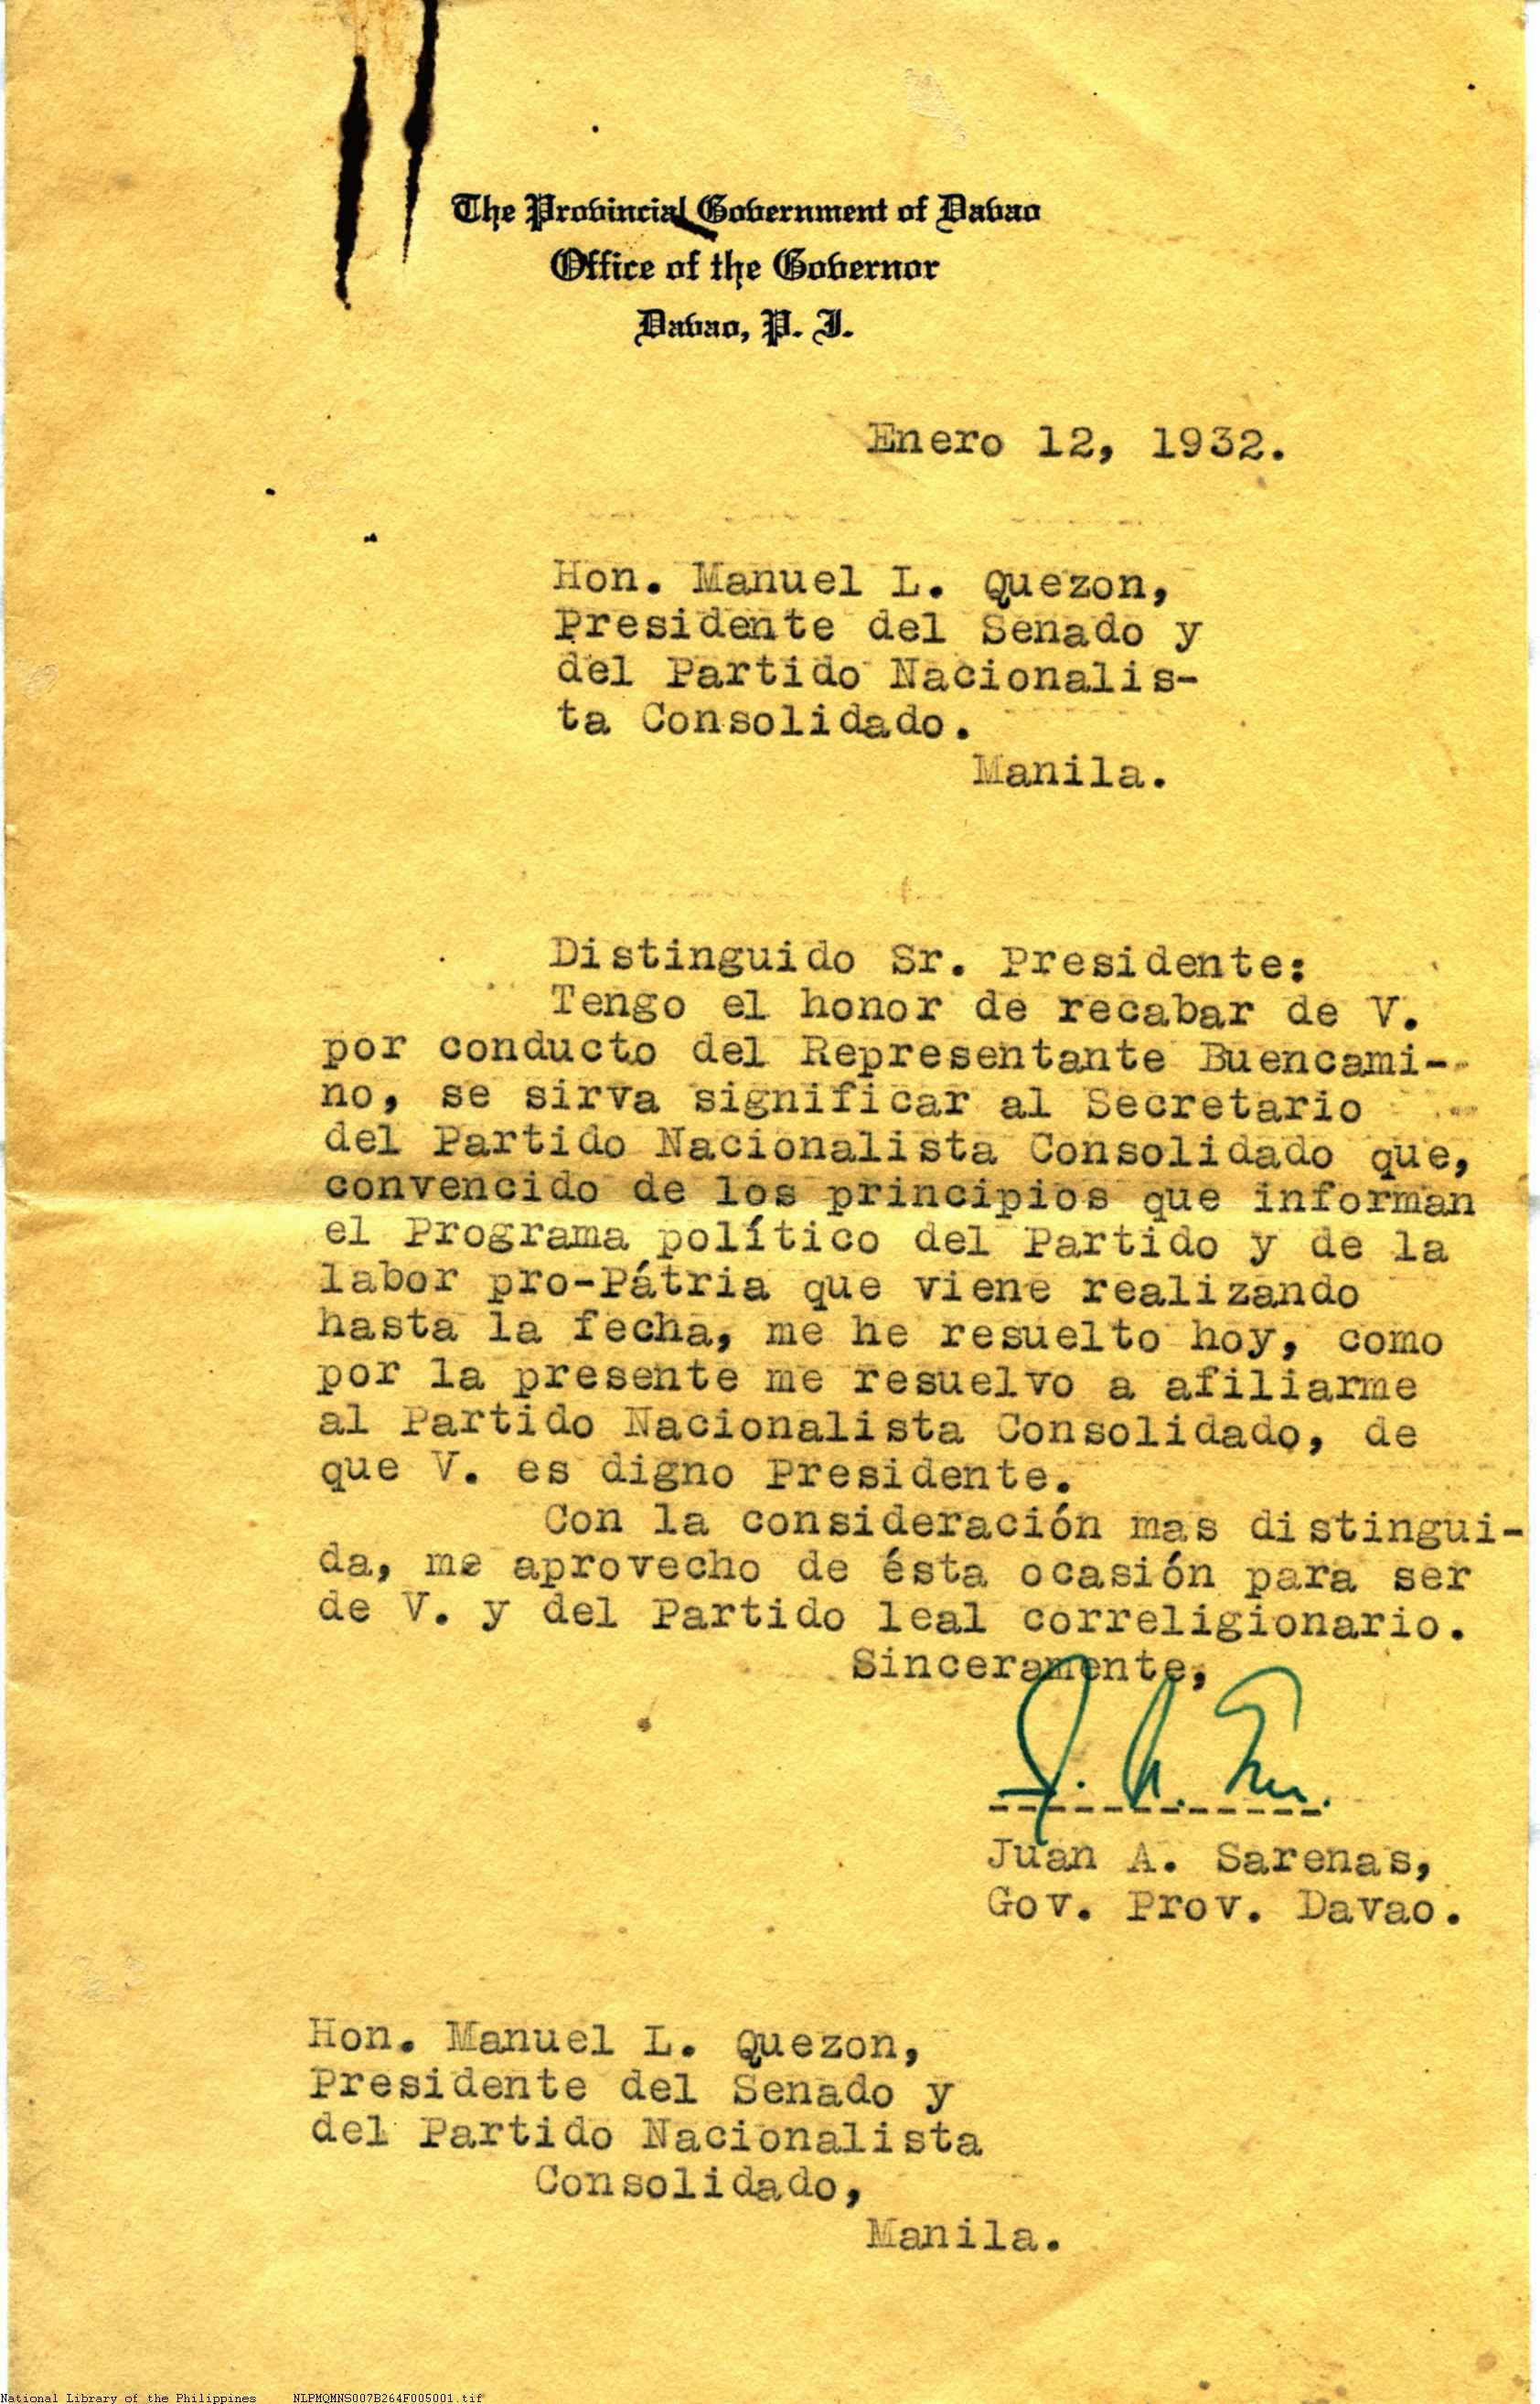 The Provincial Government of Davao
Office of the Governor
Davao, P. I.
Enero 12, 1932.
Hon. Manuel L. Quezon,
Presidente del Senado y
del Partido Nacionalis-
ta Consolidado.
Manila.
Distinguido Sr. Presidente:
Tengo el honor de recabar de V.
por conducto del Representante Buencami-
no, se sirva significar al Secretario
del Partido Nacionalista Consolidado que,
convencido de los principios que informan
el Programa político del Partido y de la
labor pro-Pátria que viene realizando
hasta la fecha, me he resuelto hoy, como
por la presente me resuelvo a afiliarme
al Partido Nacionalista Consolidado, de
que V. es digno Presidente.
Con la consideración mas distingui-
da, me aprovecho de ésta ocasión para ser
de V. y del Partido leal correligionario.
Sinceramente,
Juan A. Sarenas,
Gov. Prov. Davao.
Hon. Manuel L. Quezon,
Presidente del Senado y
del Partido Nacionalista
Consolidado,
Manila.
National Library of the Philippines NLPMQMNS007B264F005001.tif